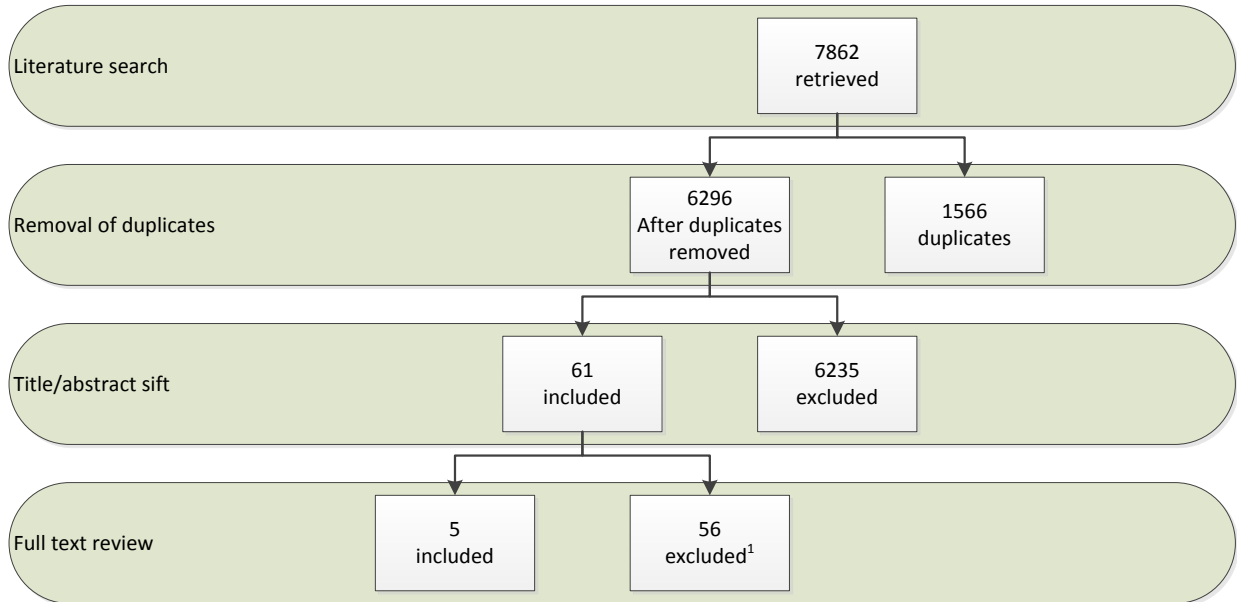 Literature search
7862
retrieved
Removal of duplicates
6296
After duplicates
removed
1566
duplicates
Title/abstract sift
61
included
6235
excluded
Full text review
5
included
56
excluded1